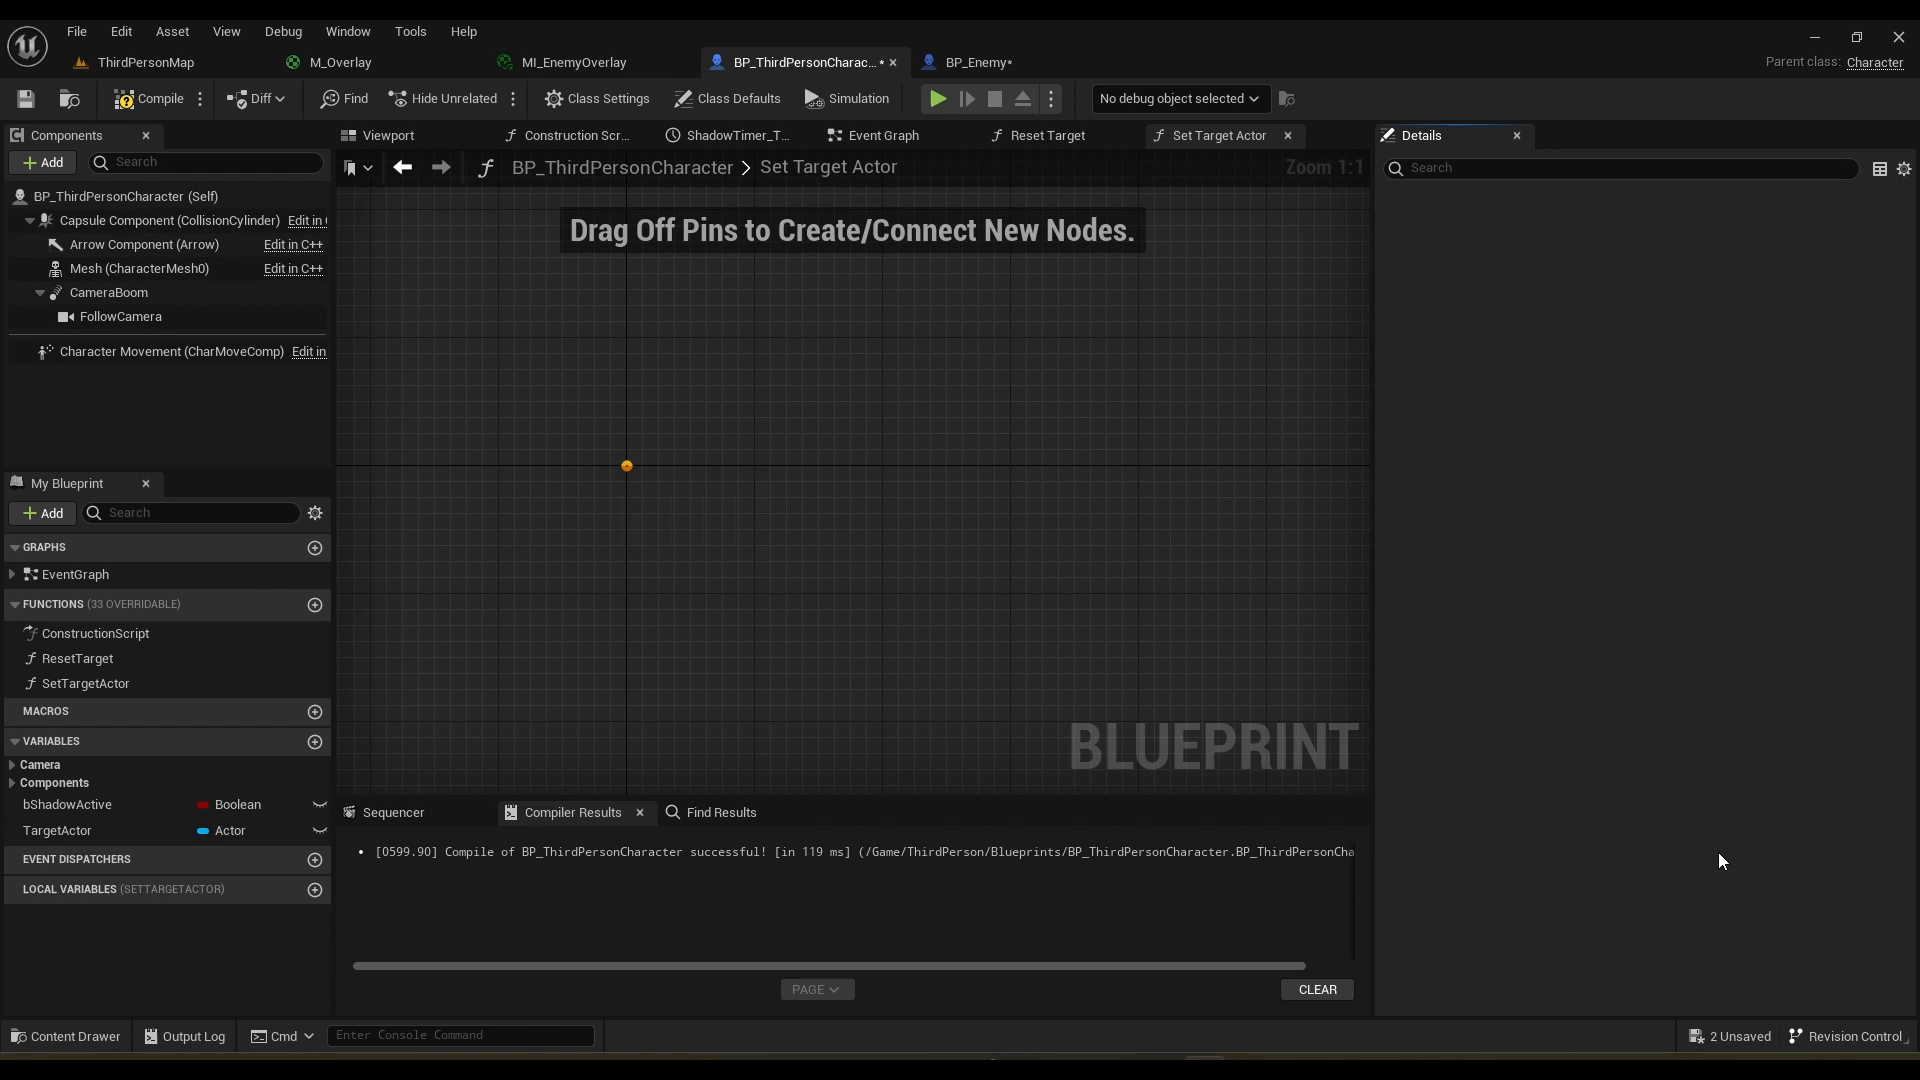 File Edit Asset View Debug Window Tools Help
ThirdPersonMap M_Overlay MI_EnemyOverlay BP_ThirdPersonCharac...* BP_Enemy*
Parent class: Character
Compile Diff Find Hide Unrelated Class Settings Class Defaults Simulation No debug object selected
Components
Viewport Construction Scr... ShadowTimer_T... Event Graph Reset Target Set Target Actor
Details
Add Search
BP_ThirdPersonCharacter Set Target Actor Zoom 1:1
Search
BP_ThirdPersonCharacter (Self)
Capsule Component (CollisionCylinder) Edit in
Arrow Component (Arrow) Edit in C++
Mesh (CharacterMesh0) Edit in C++
CameraBoom
FollowCamera
Character Movement (CharMoveComp) Edit in
Drag Off Pins to Create/Connect New Nodes.
BLUEPRINT
My Blueprint
Add Search
GRAPHS
EventGraph
FUNCTIONS (33 OVERRIDABLE)
ConstructionScript
ResetTarget
SetTargetActor
MACROS
VARIABLES
Camera
Components
bShadowActive Boolean
TargetActor Actor
EVENT DISPATCHERS
LOCAL VARIABLES (SETTARGETACTOR)
Sequencer Compiler Results Find Results
[0599.90] Compile of BP_ThirdPersonCharacter successful! [in 119 ms] (/Game/ThirdPerson/Blueprints/BP_ThirdPersonCharacter.BP_ThirdPersonCha
PAGE CLEAR
Content Drawer Output Log Cmd Enter Console Command 2 Unsaved Revision Control